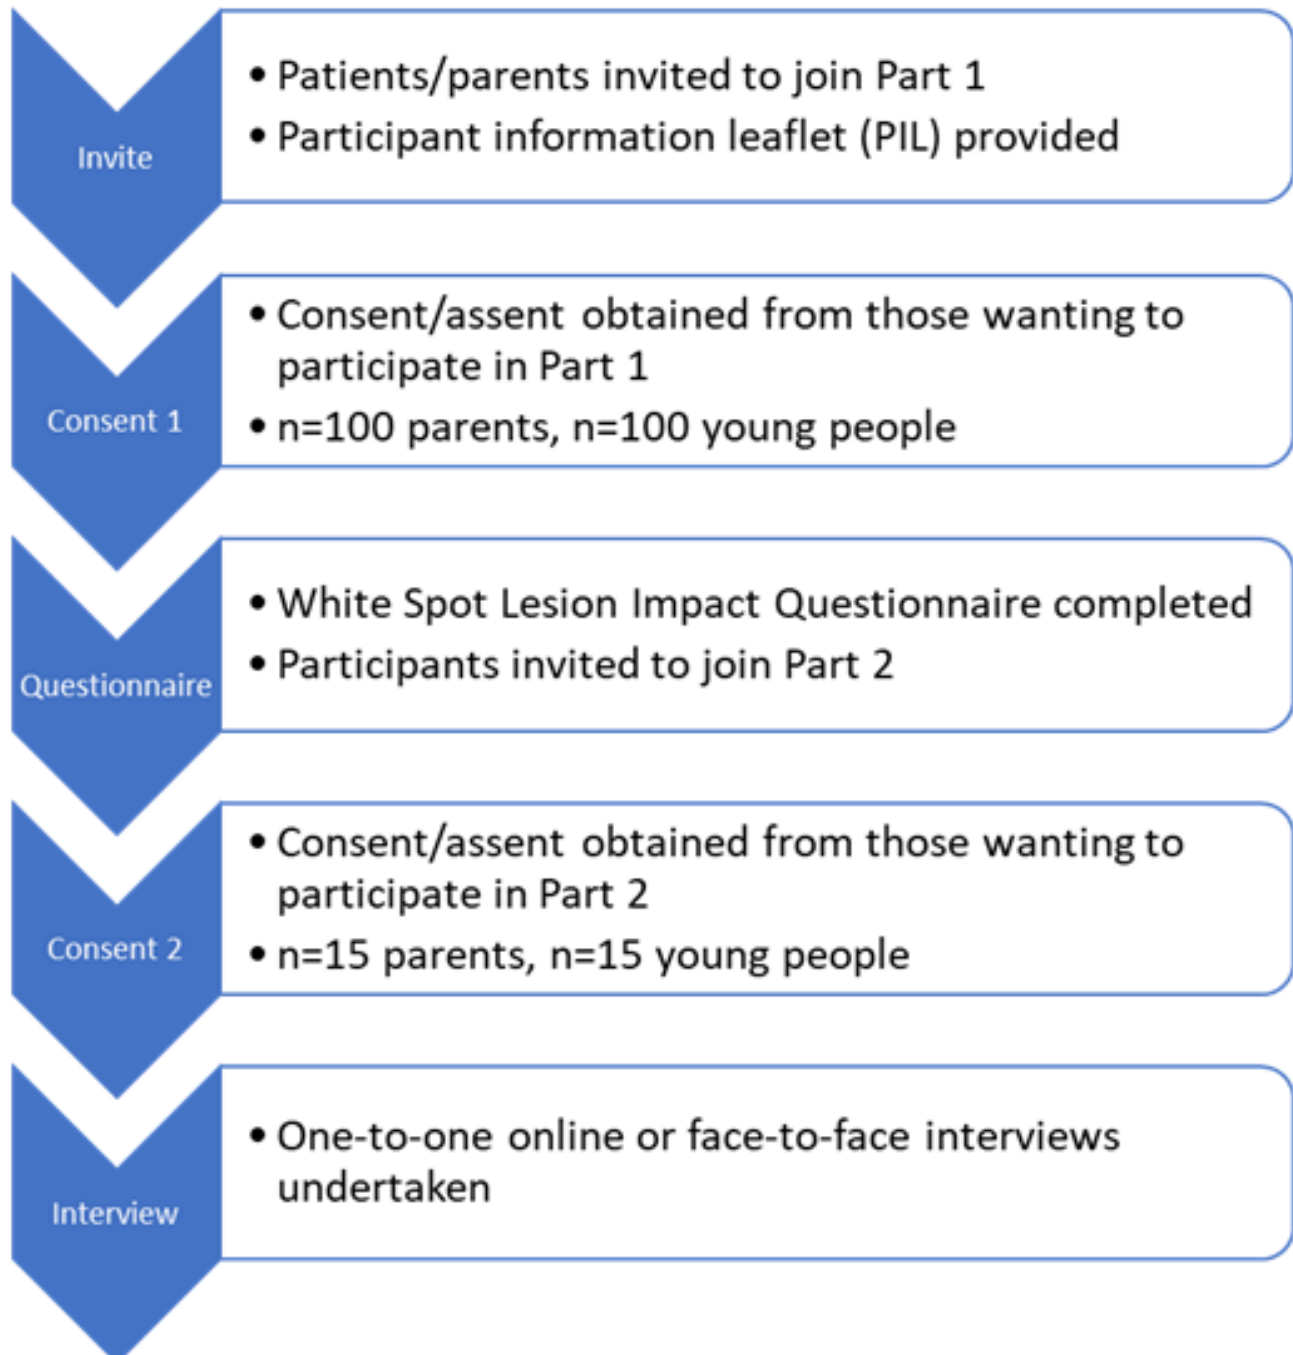 Invite
• Patients/parents invited to join Part 1
• Participant information leaflet (PIL) provided
Consent 1
• Consent/assent obtained from those wanting to
participate in Part 1
• n=100 parents, n=100 young people
Questionnaire
• White Spot Lesion Impact Questionnaire completed
• Participants invited to join Part 2
Consent 2
• Consent/assent obtained from those wanting to
participate in Part 2
• n=15 parents, n=15 young people
Interview
• One-to-one online or face-to-face interviews
undertaken